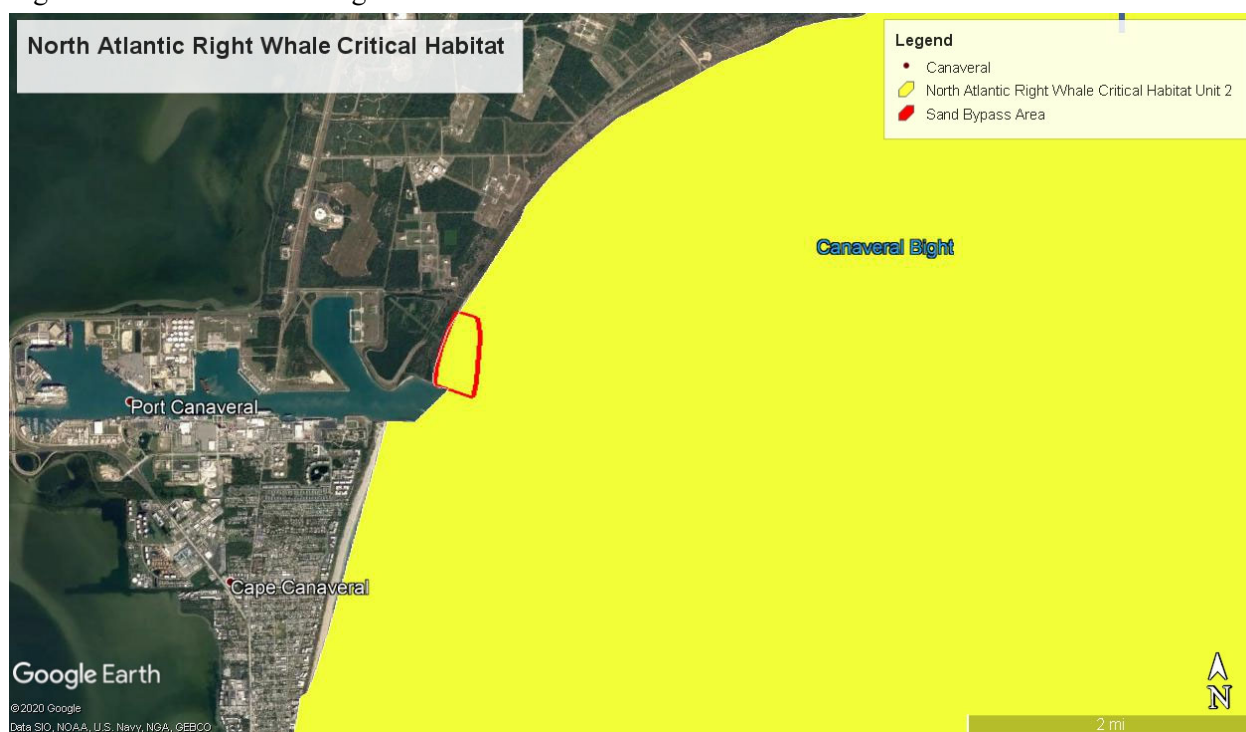 North Atlantic Right Whale Critical Habitat
Legend
Canaveral
North Atlantic Right Whale Critical Habitat Unit 2
Sand Bypass Area
Canaveral Bight
Port Canaveral
Cape Canaveral
Google Earth
©2020 Google
Data SIO, NOAA, U.S. Navy, NGA, GEBCO
N
2 mi